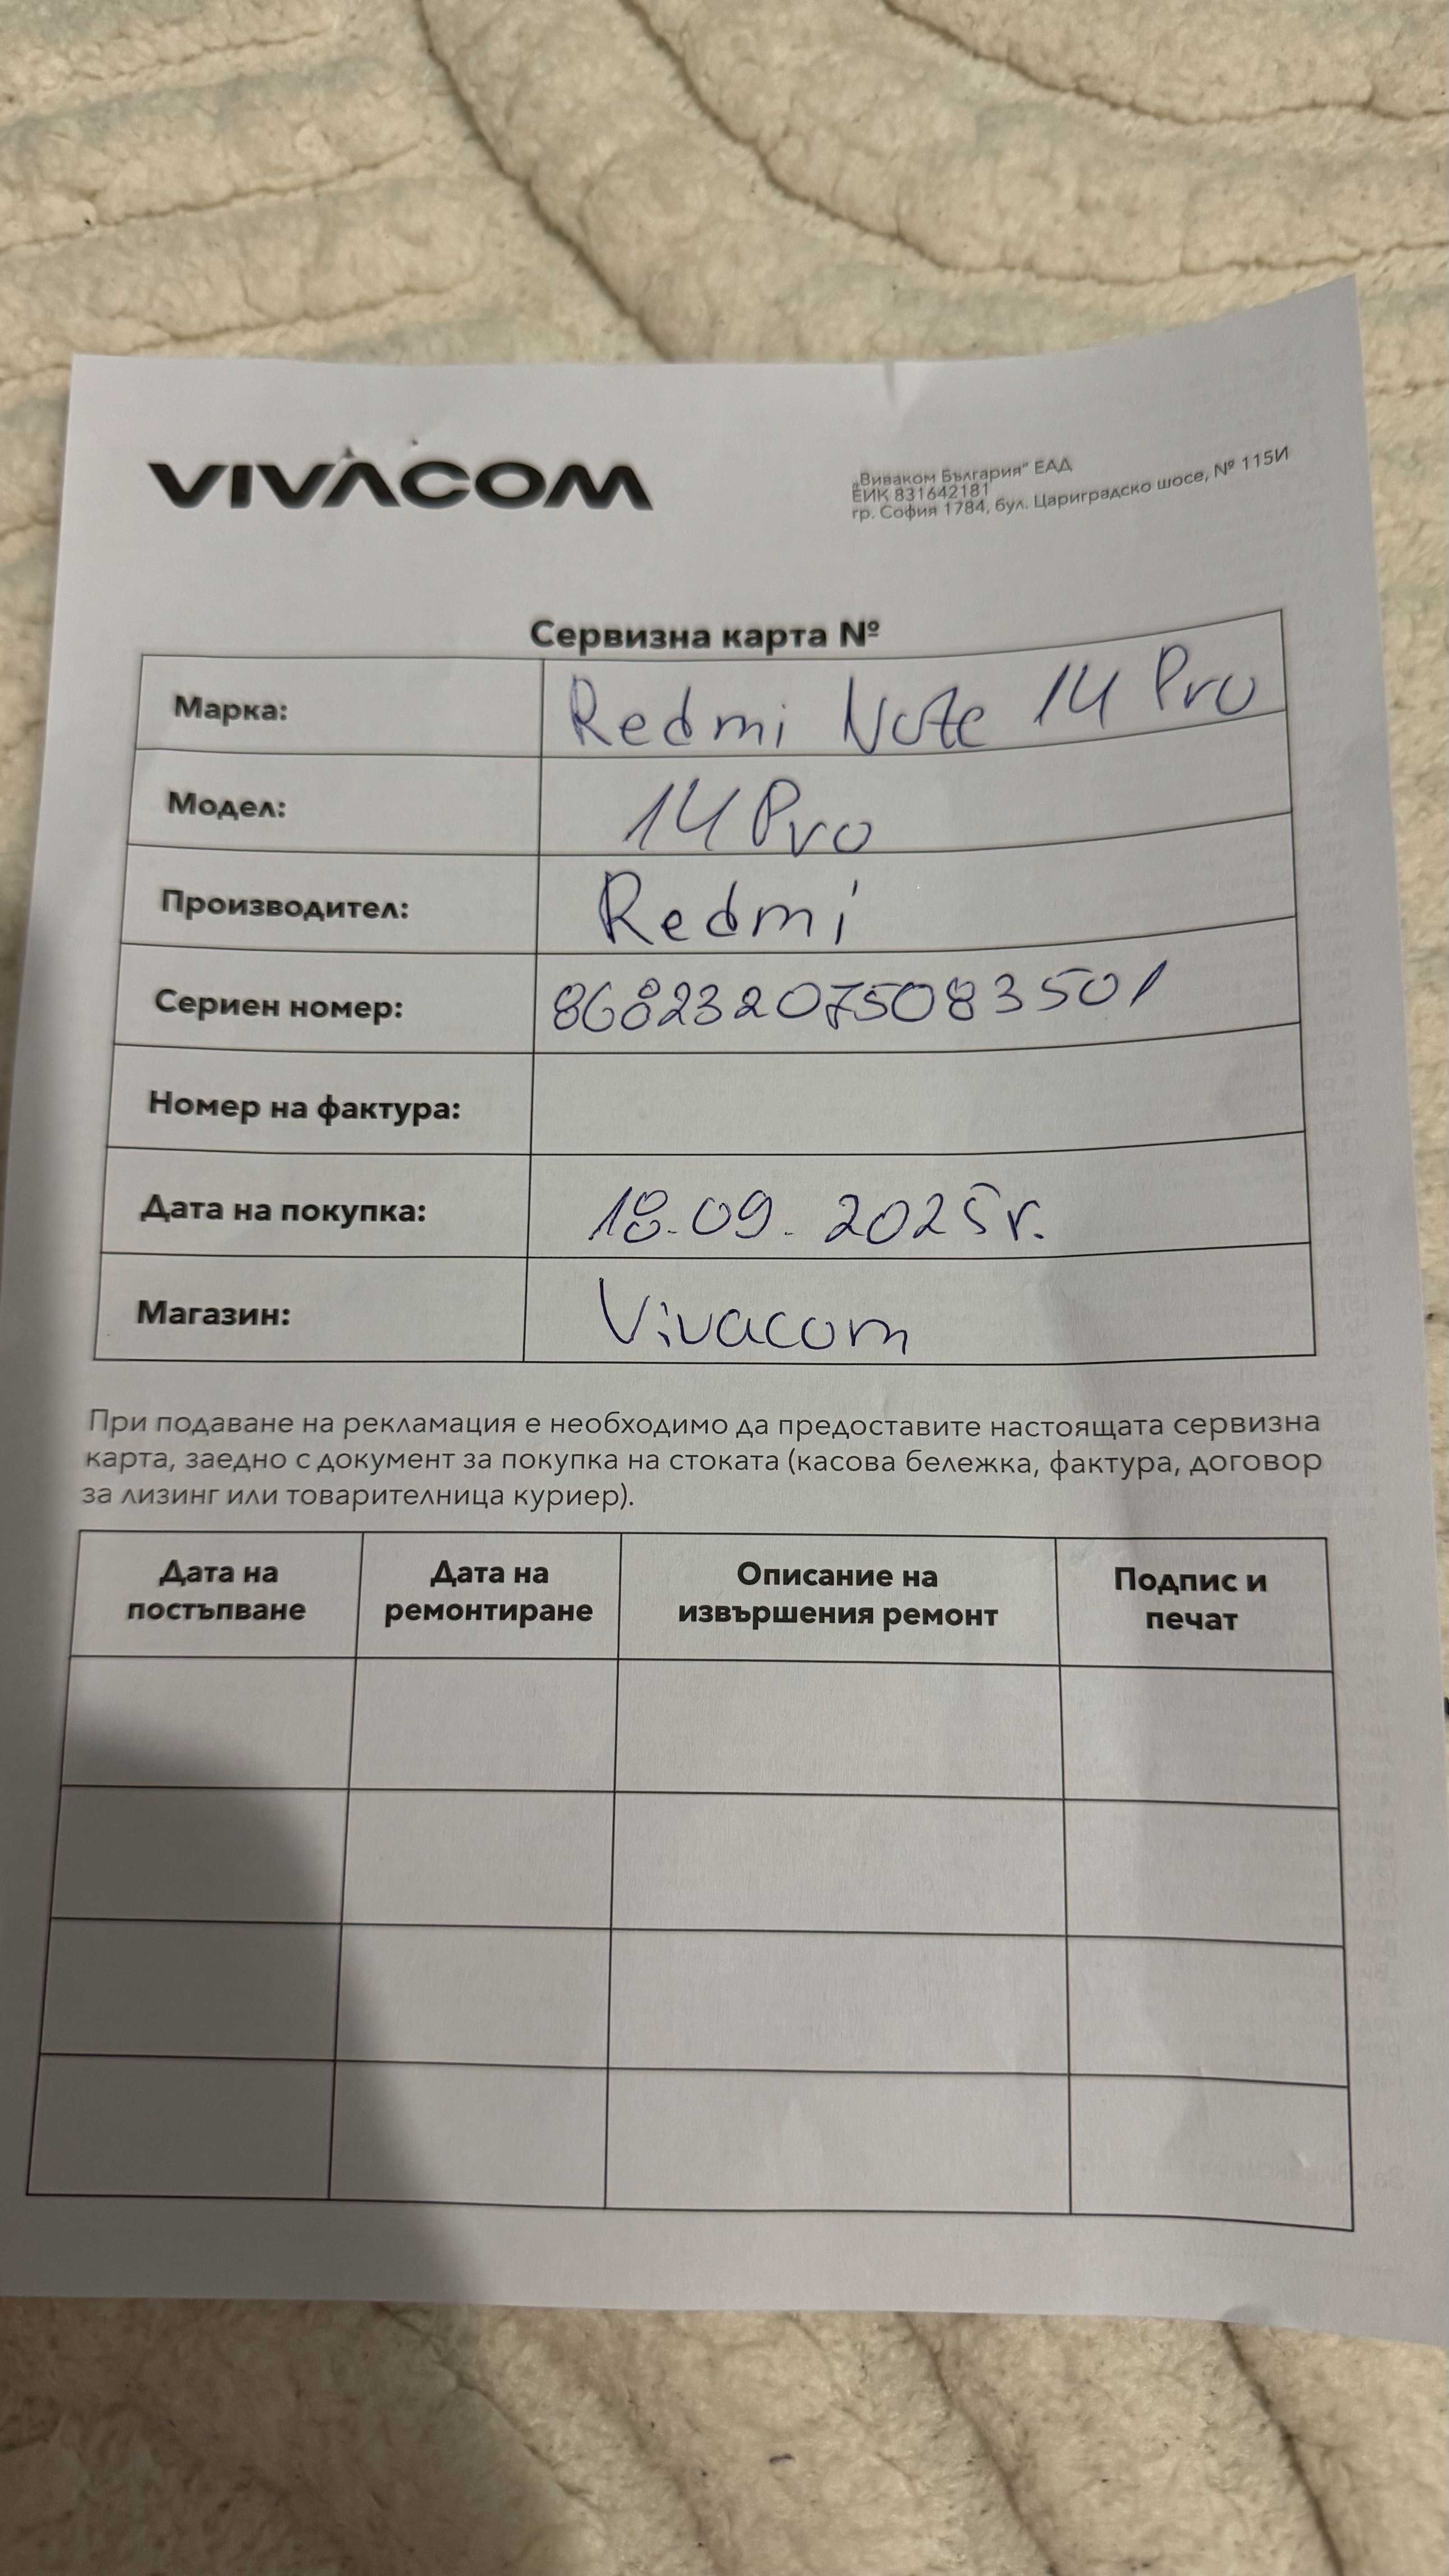 VIVACOM
„Виваком България" ЕАД
ЕИК 831642181
гр. София 1784, бул. Цариградско шосе, № 115И
Сервизна карта №
Марка: Redmi Note 14 Pro
Модел: 14 Pro
Производител: Redmi
Сериен номер: 868232075083501
Номер на фактура:
Дата на покупка: 18.09.2025г.
Магазин: Vivacom
При подаване на рекламация е необходимо да предоставите настоящата сервизна
карта, заедно с документ за покупка на стоката (касова бележка, фактура, договор
за лизинг или товарителница куриер).
Дата на постъпване Дата на ремонтиране Описание на извършения ремонт Подпис и печат